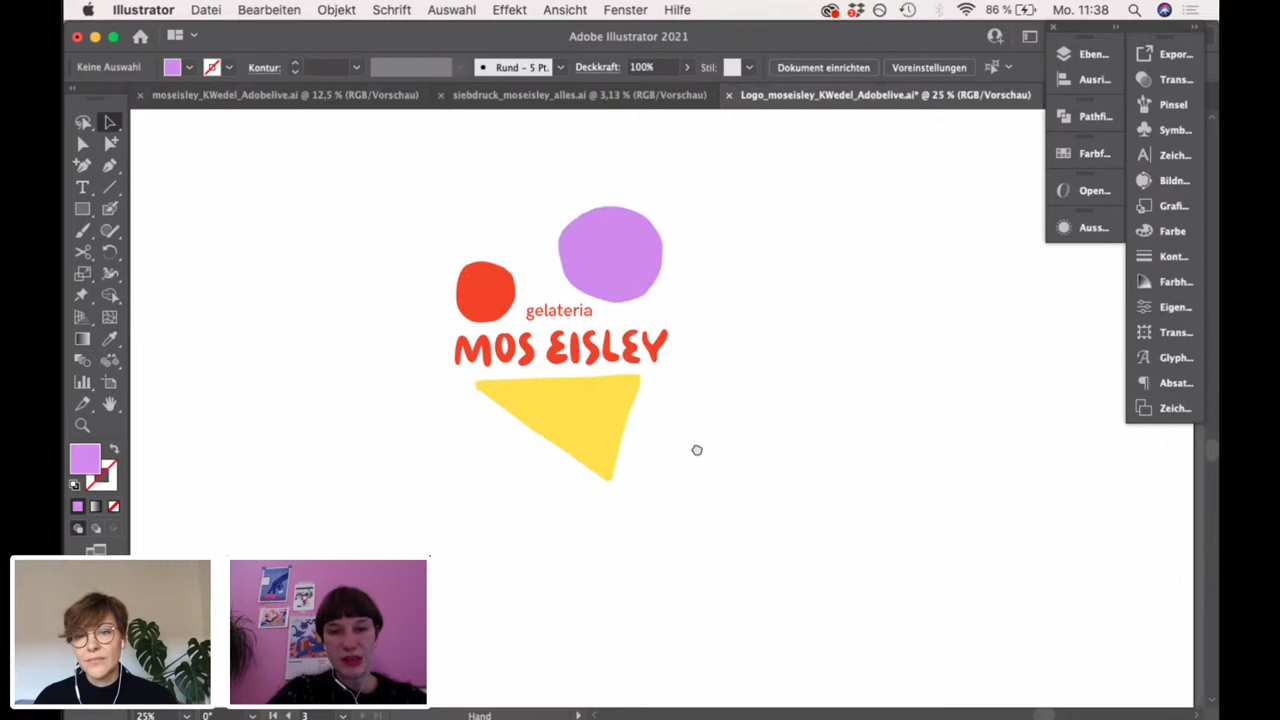 Illustrator Datei Bearbeiten Objekt Schrift Auswahl Effekt Ansicht Fenster Hilfe 86 % Mo. 11:38
Adobe Illustrator 2021
Keine Auswahl Kontur: Rund - 5 Pt. Deckkraft: 100% Stil: Dokument einrichten Voreinstellungen
moseisley_KWedel_Adobelive.ai @ 12,5 % (RGB/Vorschau) siebdruck_moseisley_alles.ai @ 3,13 % (RGB/Vorschau) Logo_moseisley_KWedel_Adobelive.ai* @ 25 % (RGB/Vorschau)
Eben...
Ausri...
Pathfi...
Farbf...
Open...
Auss...
Expor...
Trans...
Pinsel
Symb...
Zeich...
Bildn...
Grafi...
Farbe
Kont...
Farbh...
Eigen...
Trans...
Glyph...
Absat...
Zeich...
gelateria
MOS EISLEY
25% 0° 3 Hand